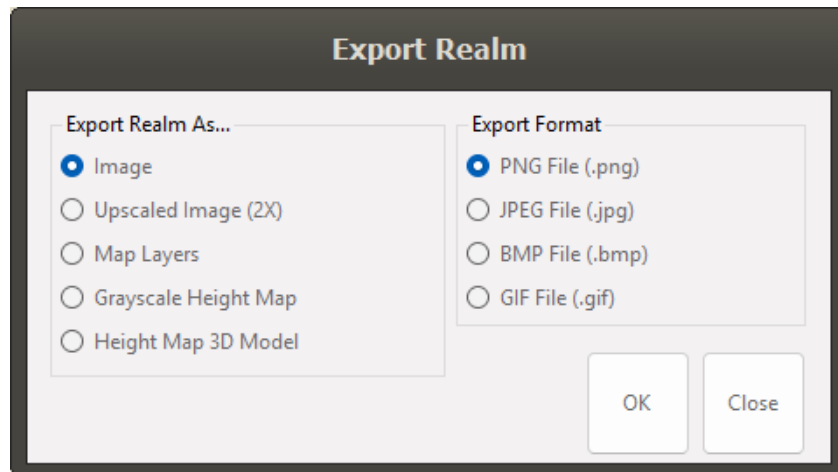 Export Realm
Export Realm As...
Image
Upscaled Image (2X)
Map Layers
Grayscale Height Map
Height Map 3D Model
Export Format
PNG File (.png)
JPEG File (.jpg)
BMP File (.bmp)
GIF File (.gif)
OK
Close